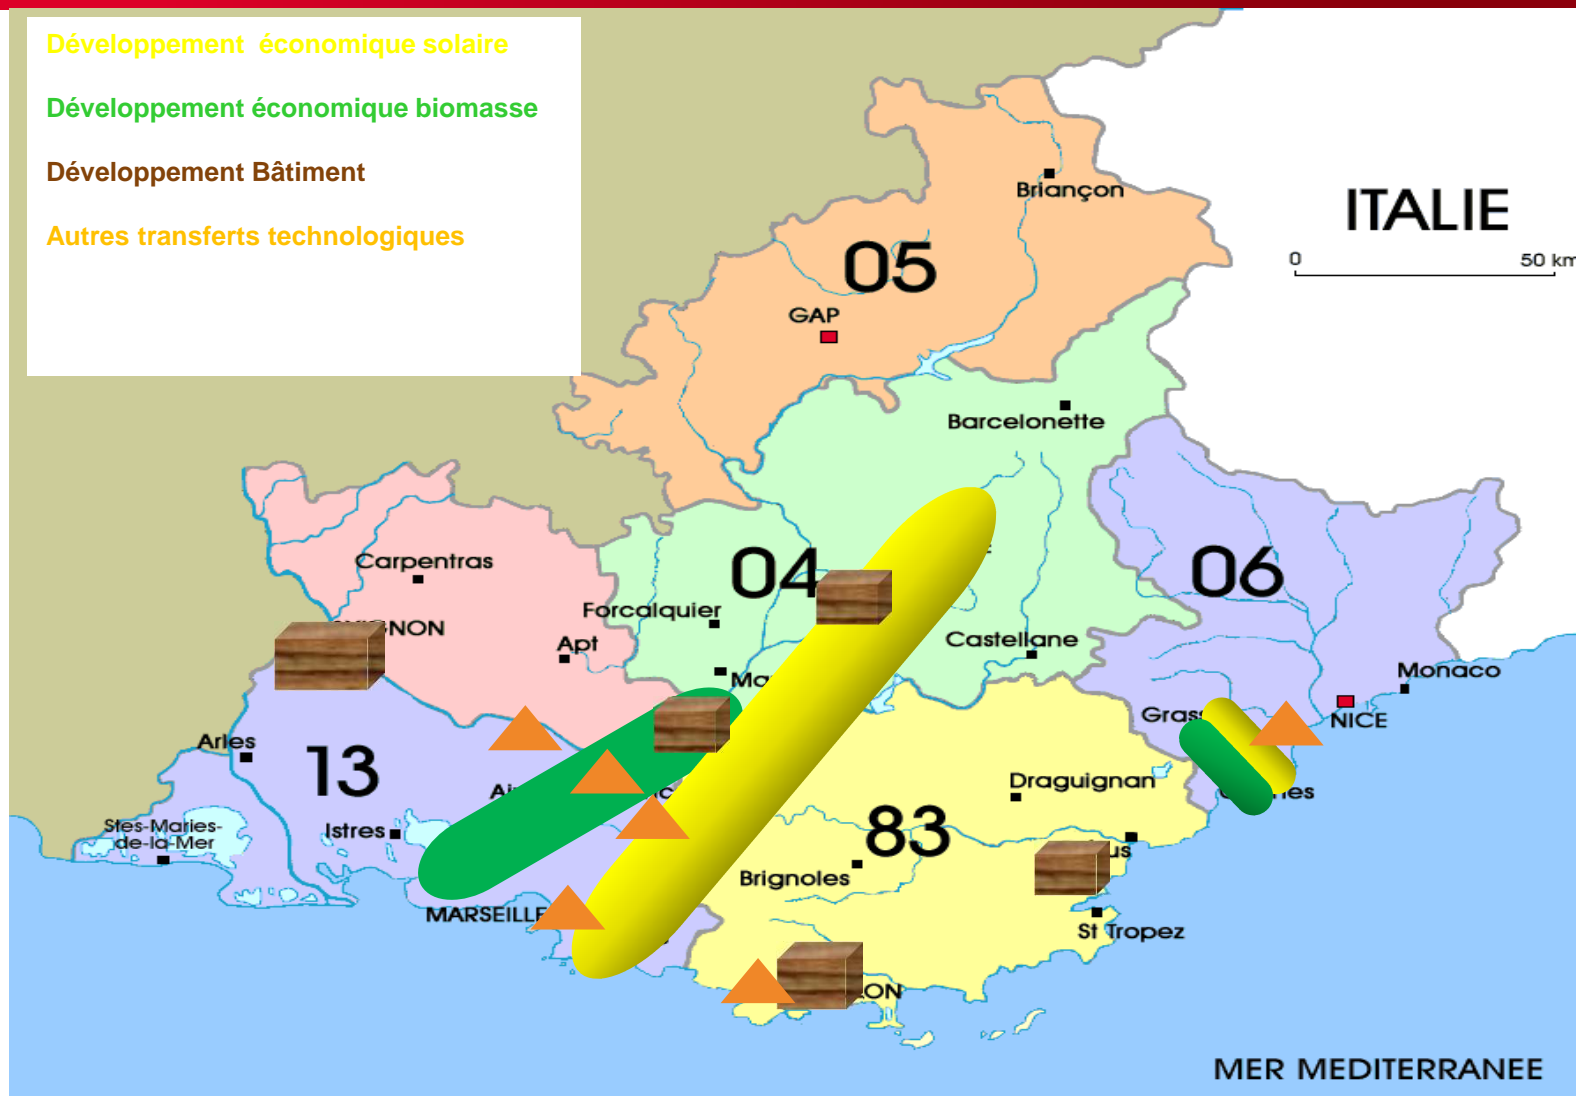 Développement économique solaire
Développement économique biomasse
Développement Bâtiment
Autres transferts technologiques
Briançon
ITALIE
0 50 km
05
GAP
Barcelonette
Carpentras
04
06
Forcalquier
Apt
Castellane
Monaco
NICE
Arles
13
Draguignan
Stes-Maries-
de-la-Mer
Istres
83
Brignoles
MARSEILLE
St Tropez
MER MEDITERRANEE